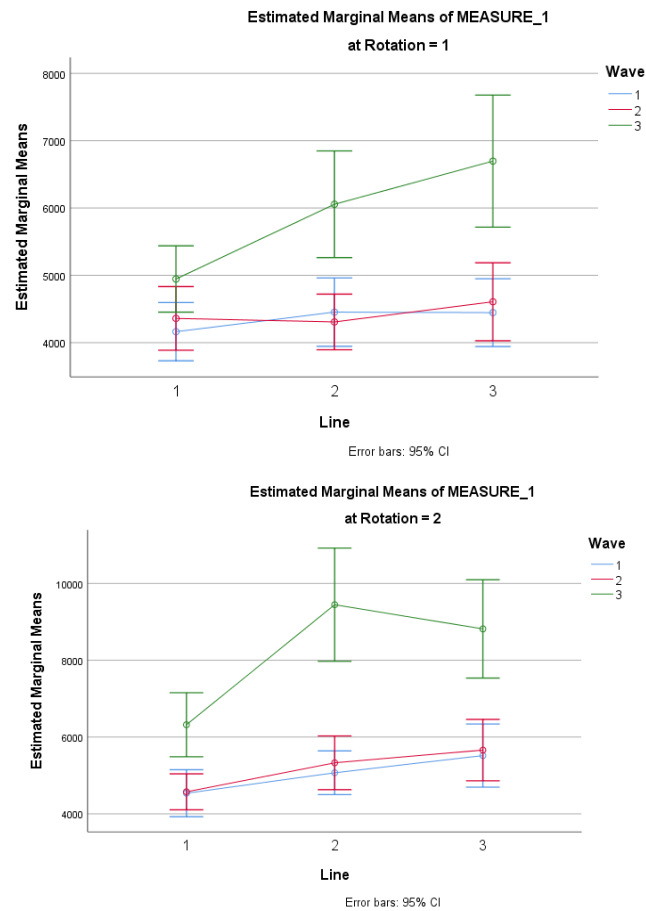 Estimated Marginal Means of MEASURE_1
at Rotation = 1
Wave
1
2
3
Estimated Marginal Means
8000
7000
6000
5000
4000
1 2 3
Line
Error bars: 95% CI
Estimated Marginal Means of MEASURE_1
at Rotation = 2
Wave
1
2
3
Estimated Marginal Means
10000
8000
6000
4000
1 2 3
Line
Error bars: 95% CI